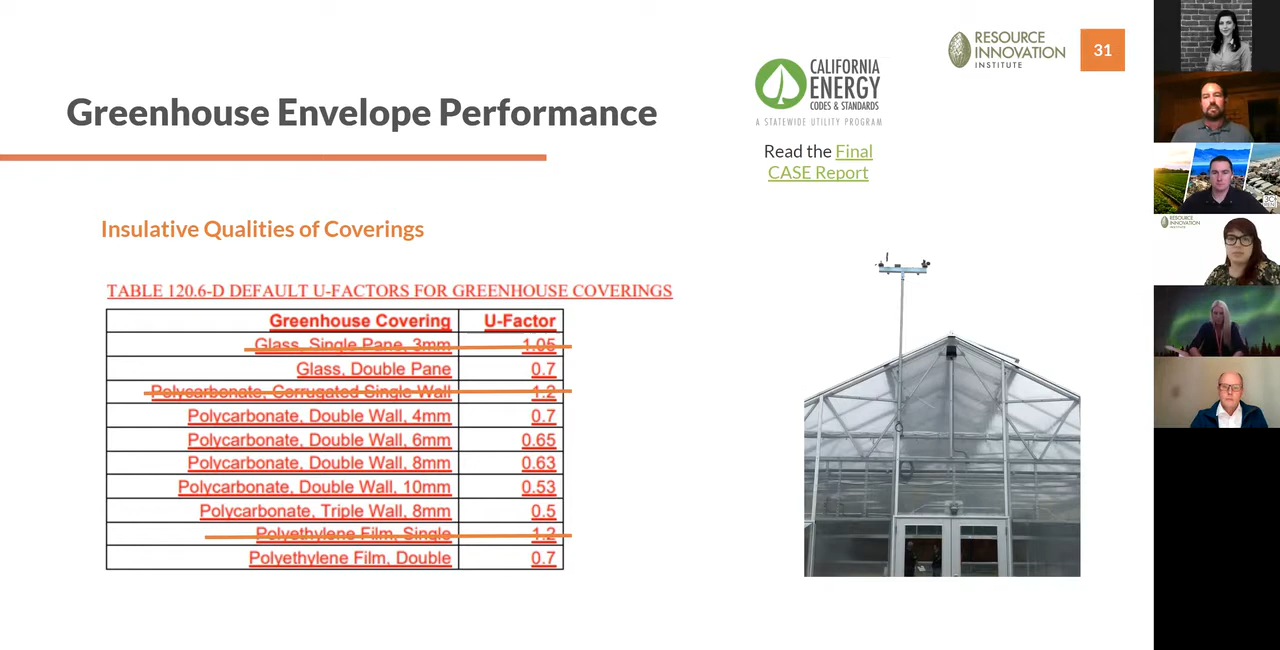 RESOURCE
INNOVATION
INSTITUTE
31
CALIFORNIA
ENERGY
CODES & STANDARDS
A STATEWIDE UTILITY PROGRAM
Greenhouse Envelope Performance
Read the Final
CASE Report
Insulative Qualities of Coverings
TABLE 120.6-D DEFAULT U-FACTORS FOR GREENHOUSE COVERINGS
Greenhouse Covering U-Factor
Glass, Single Pane, 3mm 1.05
Glass, Double Pane 0.7
Polycarbonate, Corrugated Single Wall 1.2
Polycarbonate, Double Wall, 4mm 0.7
Polycarbonate, Double Wall, 6mm 0.65
Polycarbonate, Double Wall, 8mm 0.63
Polycarbonate, Double Wall, 10mm 0.53
Polycarbonate, Triple Wall, 8mm 0.5
Polyethylene Film, Single 1.2
Polyethylene Film, Double 0.7
RESOURCE
INNOVATION
INSTITUTE